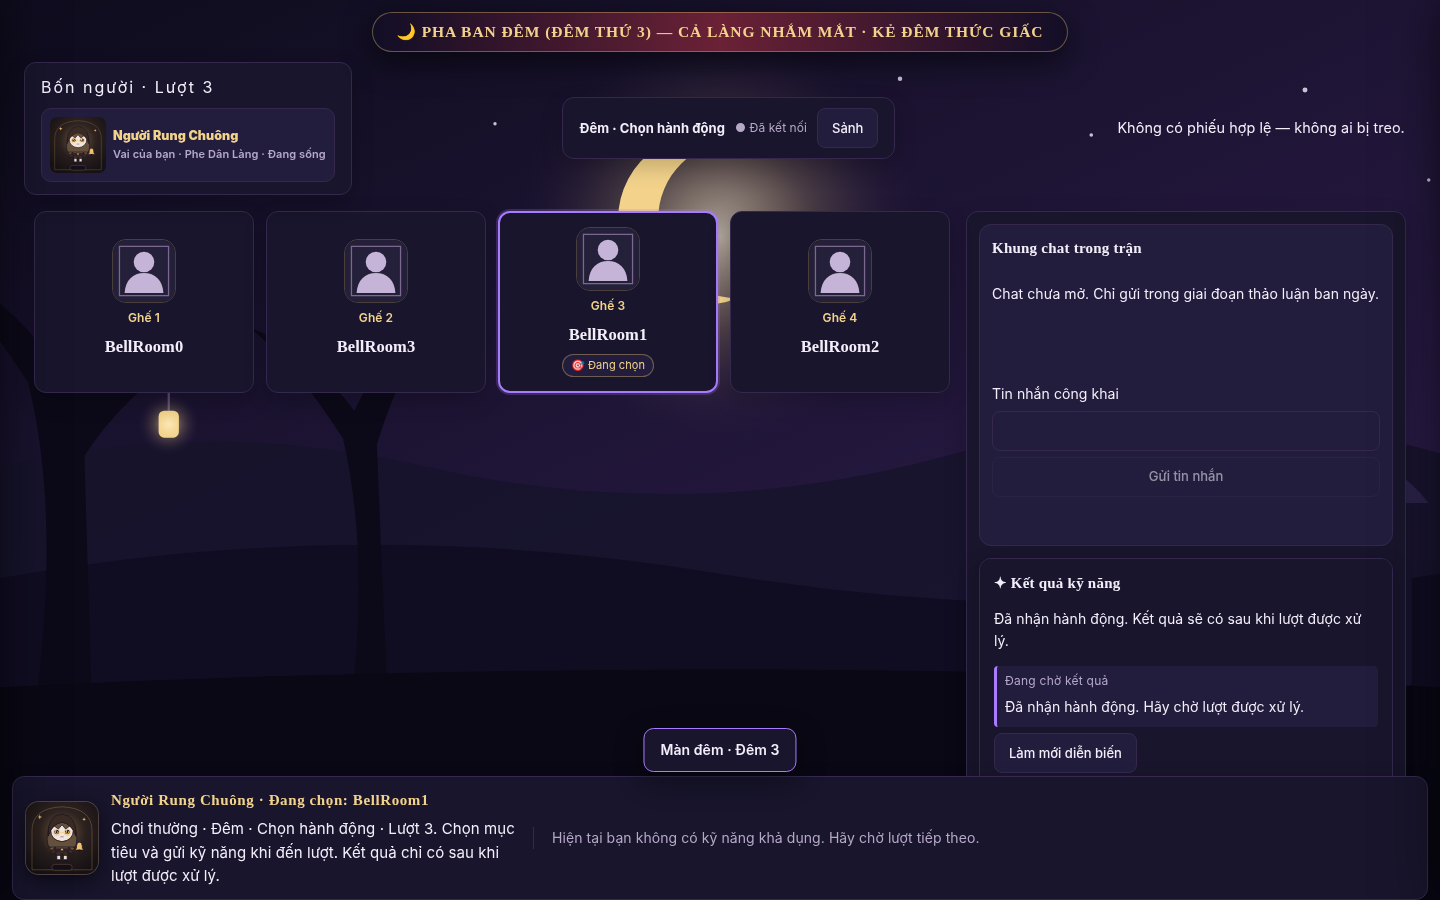 🌙 PHA BAN ĐÊM (ĐÊM THỨ 3) — CẢ LÀNG NHẮM MẮT · KẺ ĐÊM THỨC GIẤC
Bốn người · Lượt 3
Người Rung Chuông
Vai của bạn · Phe Dân Làng · Đang sống
Đêm · Chọn hành động
Đã kết nối
Sảnh
Không có phiếu hợp lệ — không ai bị treo.
Ghế 1
BellRoom0
Ghế 2
BellRoom3
Ghế 3
BellRoom1
🎯 Đang chọn
Ghế 4
BellRoom2
Khung chat trong trận
Chat chưa mở. Chỉ gửi trong giai đoạn thảo luận ban ngày.
Tin nhắn công khai
Gửi tin nhắn
✦ Kết quả kỹ năng
Đã nhận hành động. Kết quả sẽ có sau khi lượt được xử
lý.
Đang chờ kết quả
Đã nhận hành động. Hãy chờ lượt được xử lý.
Làm mới diễn biến
Màn đêm · Đêm 3
Người Rung Chuông · Đang chọn: BellRoom1
Chơi thường · Đêm · Chọn hành động · Lượt 3. Chọn mục
tiêu và gửi kỹ năng khi đến lượt. Kết quả chỉ có sau khi
lượt được xử lý.
Hiện tại bạn không có kỹ năng khả dụng. Hãy chờ lượt tiếp theo.